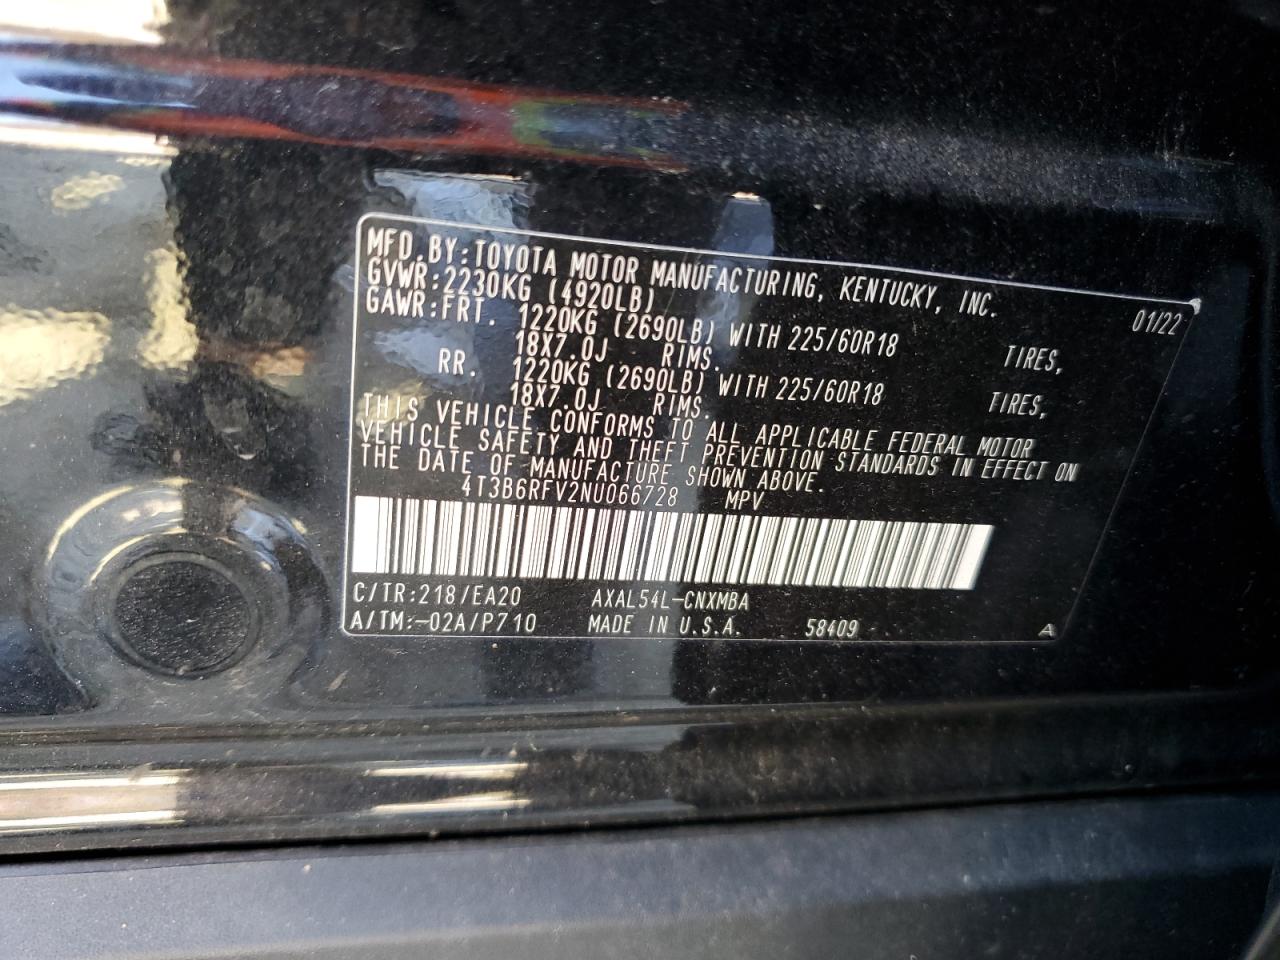 MFD.BY:TOYOTA MOTOR MANUFACTURING, KENTUCKY, INC.
GVWR:2230KG (4920LB) 01/22
GAWR:FRT. 1220KG (2690LB) WITH 225/60R18 TIRES,
18X7.0J RIMS.
RR. 1220KG (2690LB) WITH 225/60R18 TIRES,
18X7.0J RIMS.
THIS VEHICLE CONFORMS TO ALL APPLICABLE FEDERAL MOTOR
VEHICLE SAFETY AND THEFT PREVENTION STANDARDS IN EFFECT ON
THE DATE OF MANUFACTURE SHOWN ABOVE.
4T3B6RFV2NU066728 MPV
C/TR:218/EA20 AXAL54L-CNXMBA
A/TM:-02A/P710 MADE IN U.S.A. 58409 A